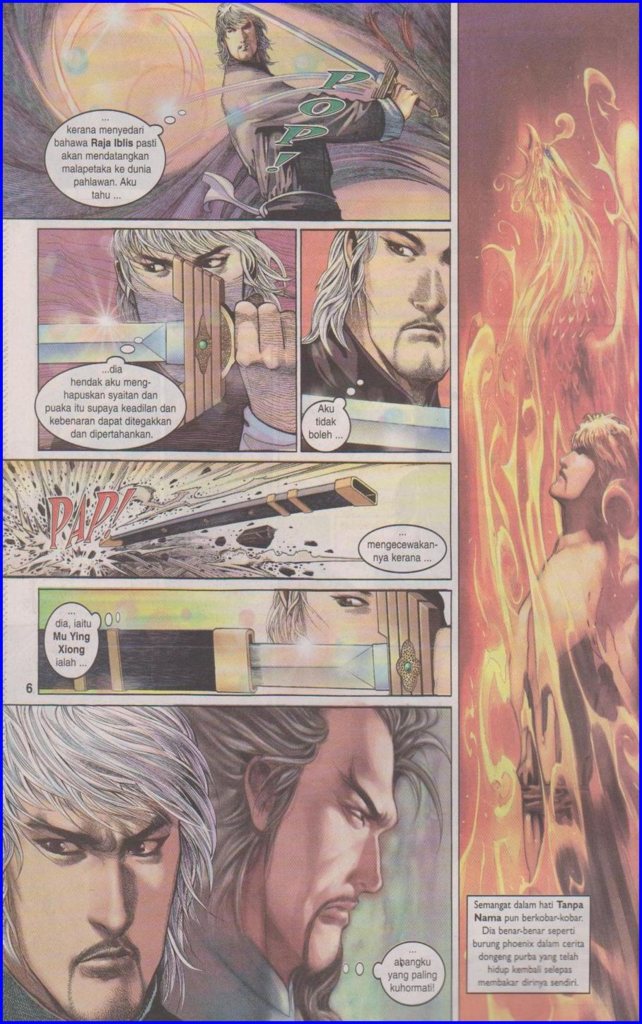 ...
kerana menyedari
bahawa Raja Iblis pasti
akan mendatangkan
malapetaka ke dunia
pahlawan. Aku
tahu ...
POP!
...dia
hendak aku meng-
hapuskan syaitan dan
puaka itu supaya keadilan dan
kebenaran dapat ditegakkan
dan dipertahankan.
Aku
tidak
boleh ...
PAP!
...
mengecewakan-
nya kerana ...
...
dia, iaitu
Mu Ying
Xiong
ialah ...
6
...
abangku
yang paling
kuhormati!
Semangat dalam hati Tanpa
Nama pun berkobar-kobar.
Dia benar-benar seperti
burung phoenix dalam cerita
dongeng purba yang telah
hidup kembali selepas
membakar dirinya sendiri.